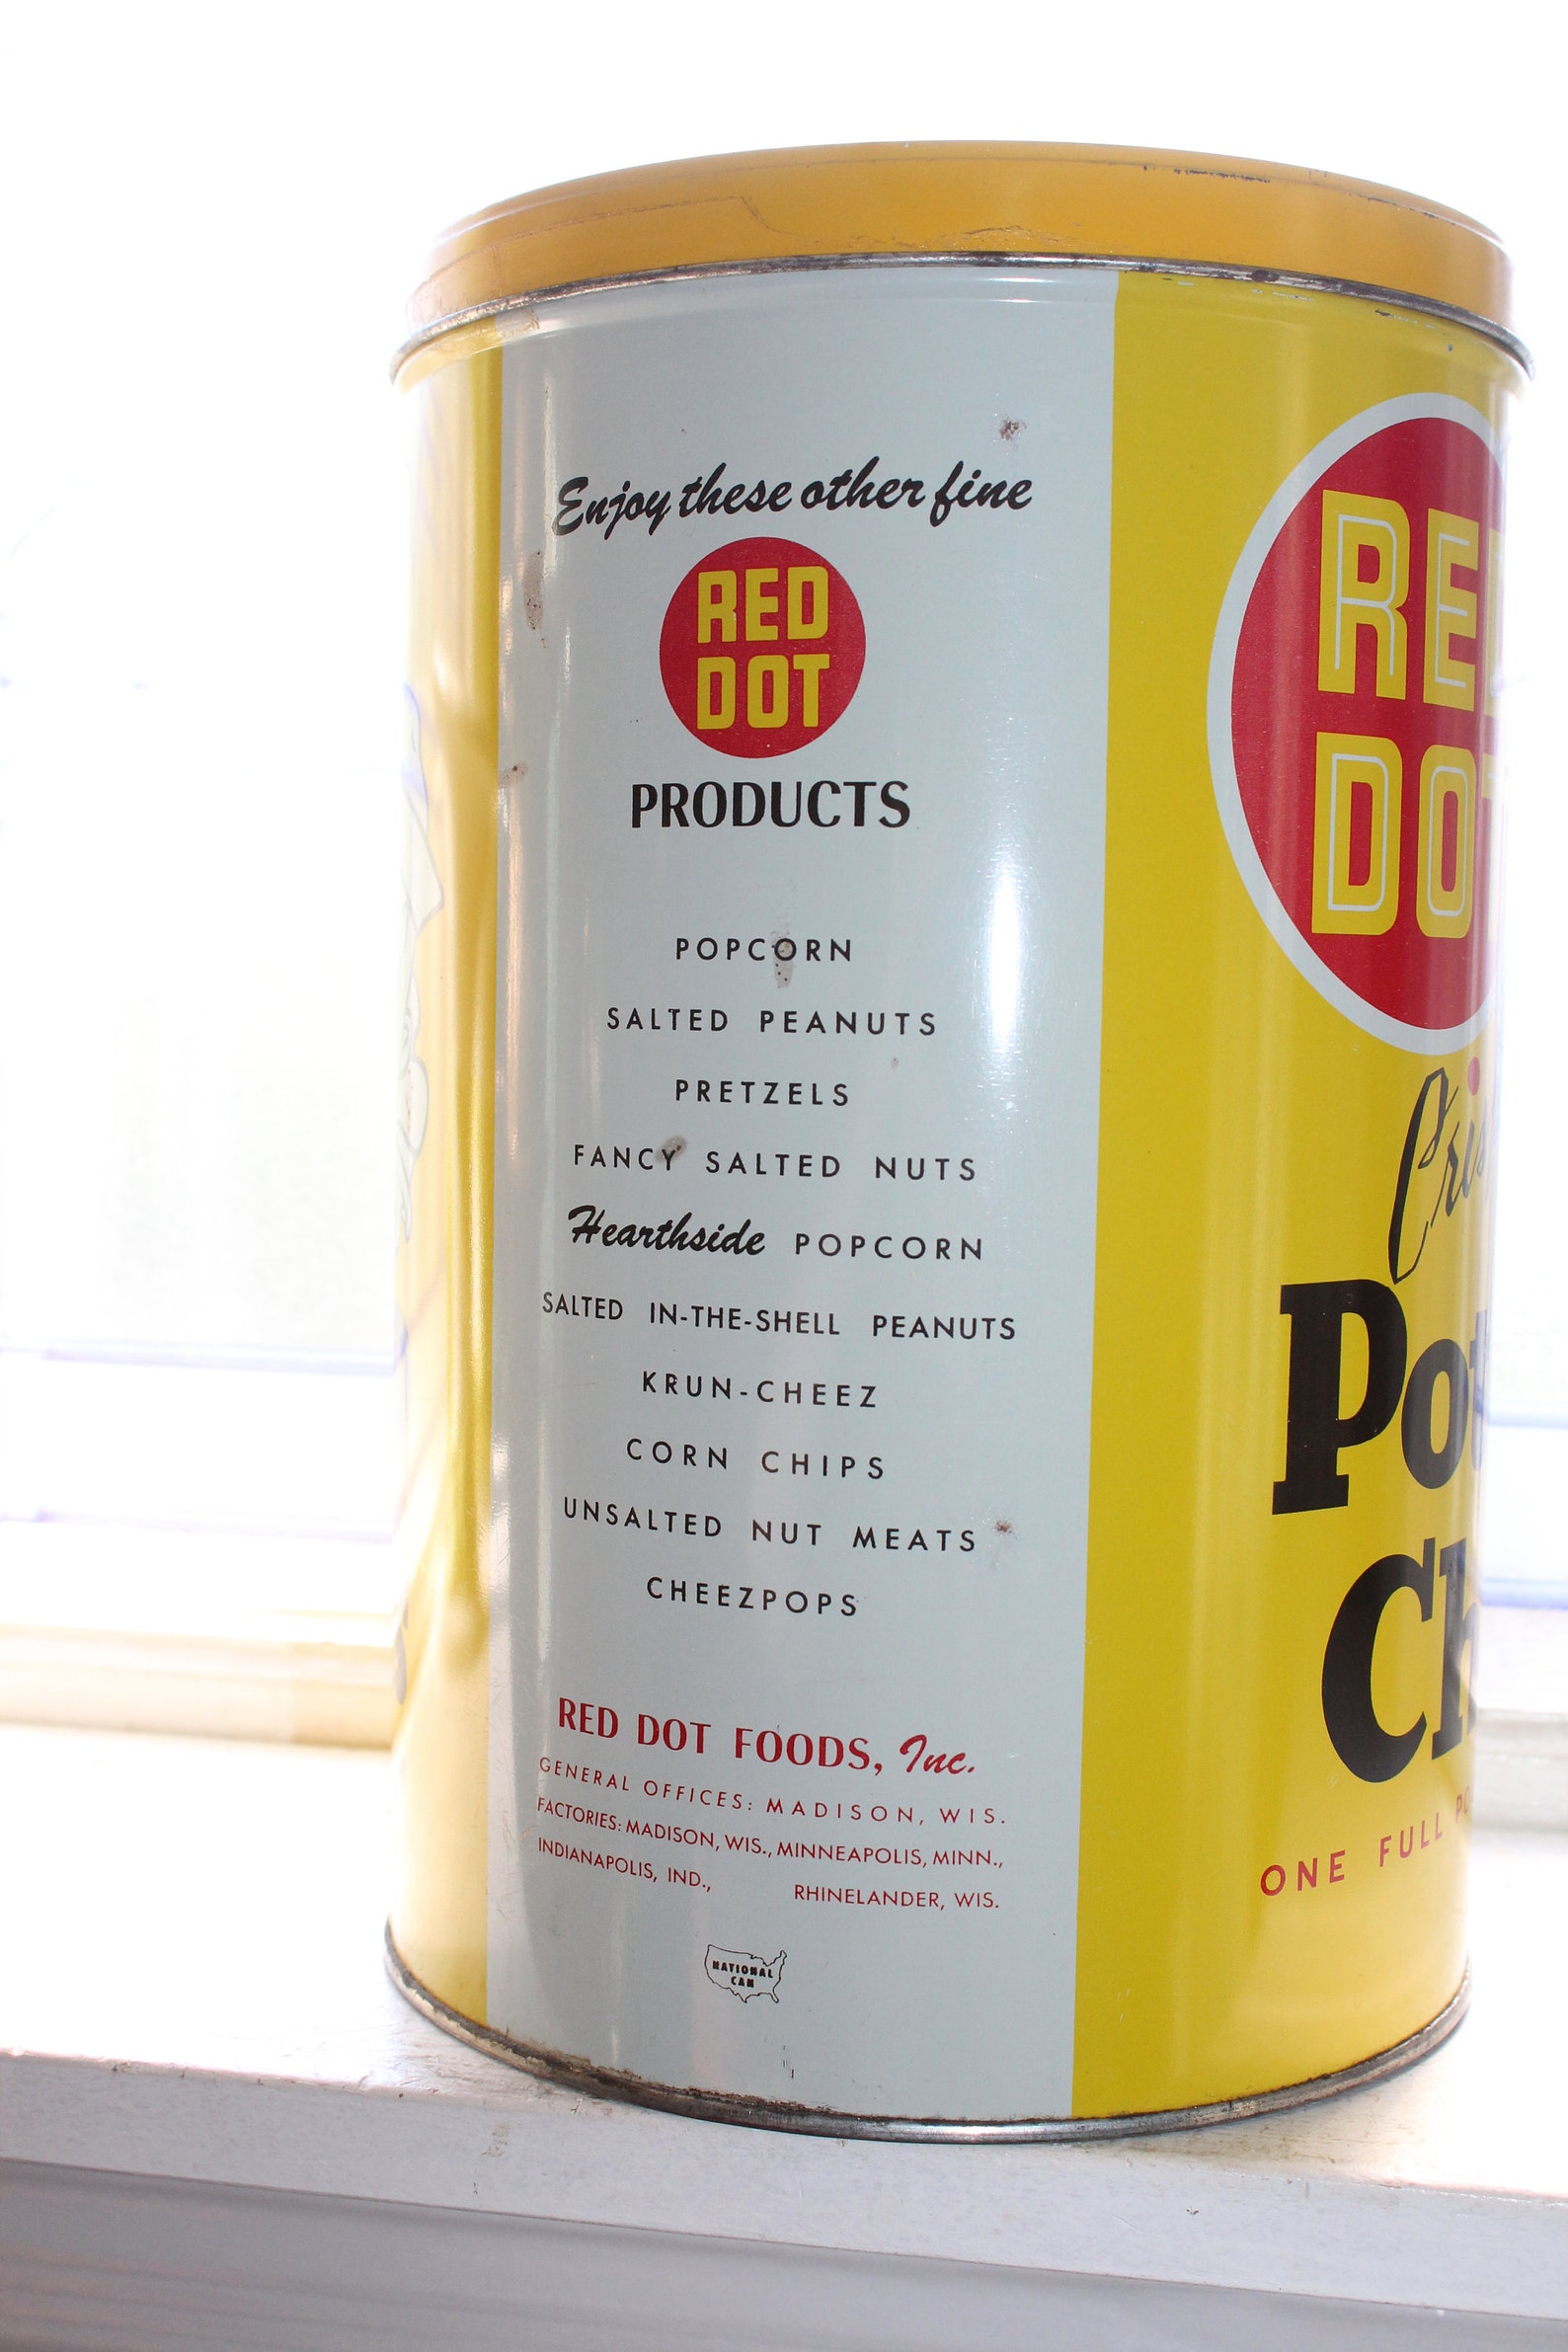 Enjoy these other fine
RED
DOT
PRODUCTS
POPCORN
SALTED PEANUTS
PRETZELS
FANCY SALTED NUTS
Hearthside POPCORN
SALTED IN-THE-SHELL PEANUTS
KRUN-CHEEZ
CORN CHIPS
UNSALTED NUT MEATS
CHEEZPOPS
RED DOT FOODS, Inc.
GENERAL OFFICES: MADISON, WIS.
FACTORIES: MADISON, WIS., MINNEAPOLIS, MINN.,
INDIANAPOLIS, IND., RHINELANDER, WIS.
NATIONAL
CAN
RED
DOT
ONE FULL